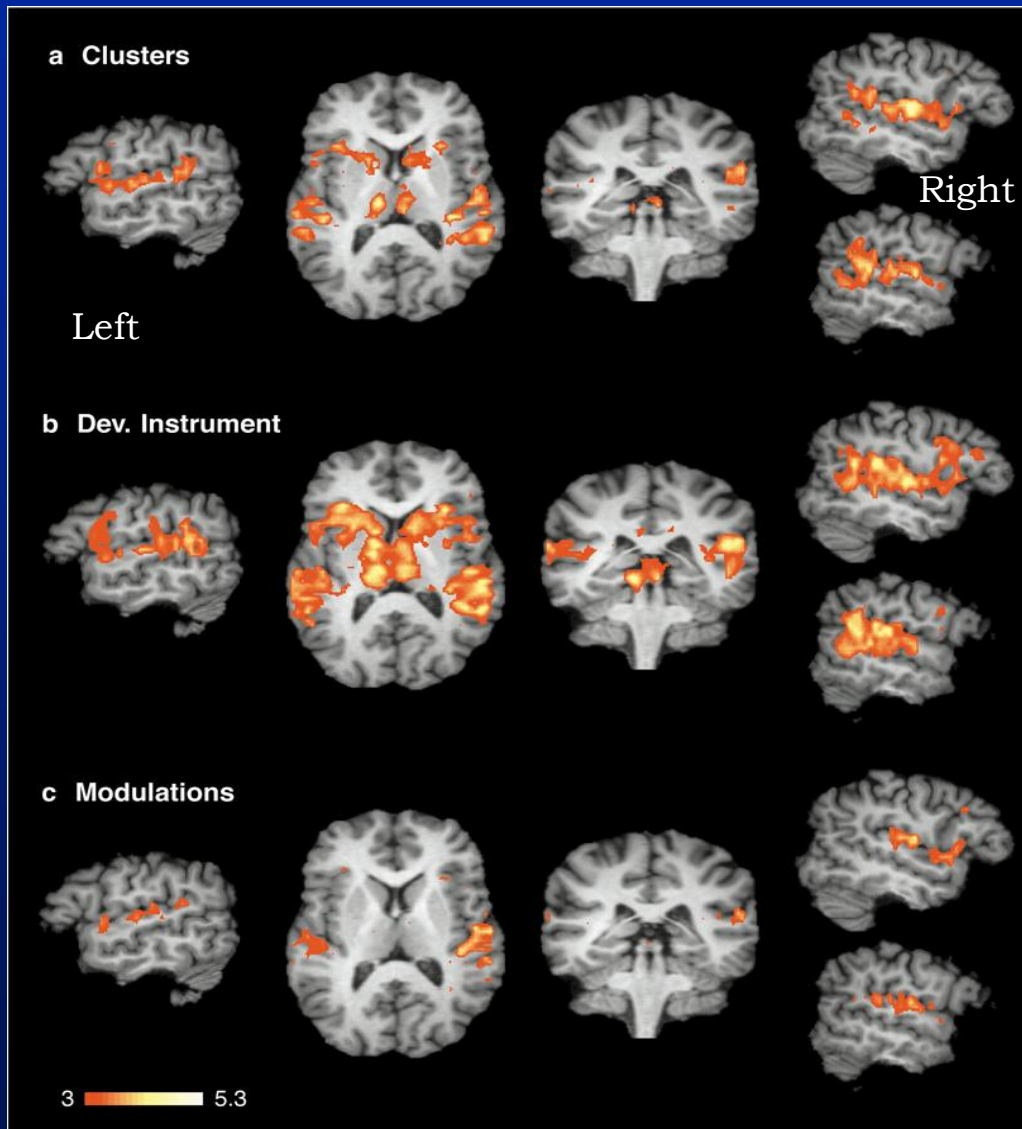 a Clusters
Right
Left
b Dev. Instrument
c Modulations
3 5.3